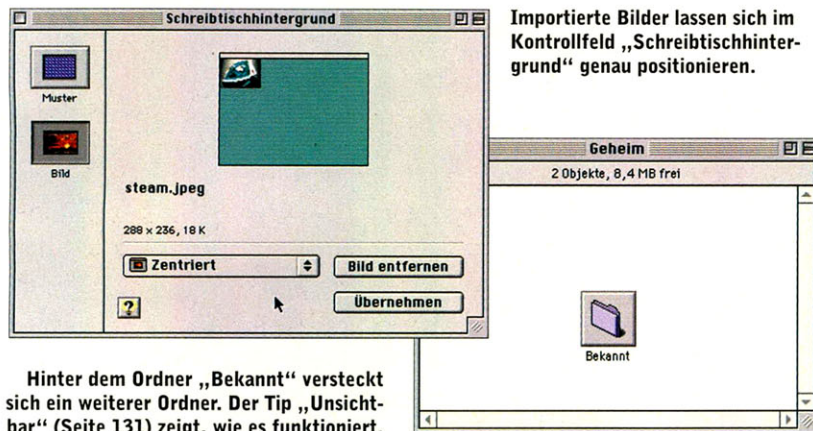 Schreibtischhintergrund
Muster
Bild
steam.jpeg
288 x 236, 18 K
Zentriert
Bild entfernen
?
Übernehmen
Importierte Bilder lassen sich im
Kontrollfeld „Schreibtischhinter-
grund“ genau positionieren.
Geheim
2 Objekte, 8,4 MB frei
Bekannt
Hinter dem Ordner „Bekannt“ versteckt
sich ein weiterer Ordner. Der Tip „Unsicht-
bar“ (Seite 131) zeigt, wie es funktioniert.